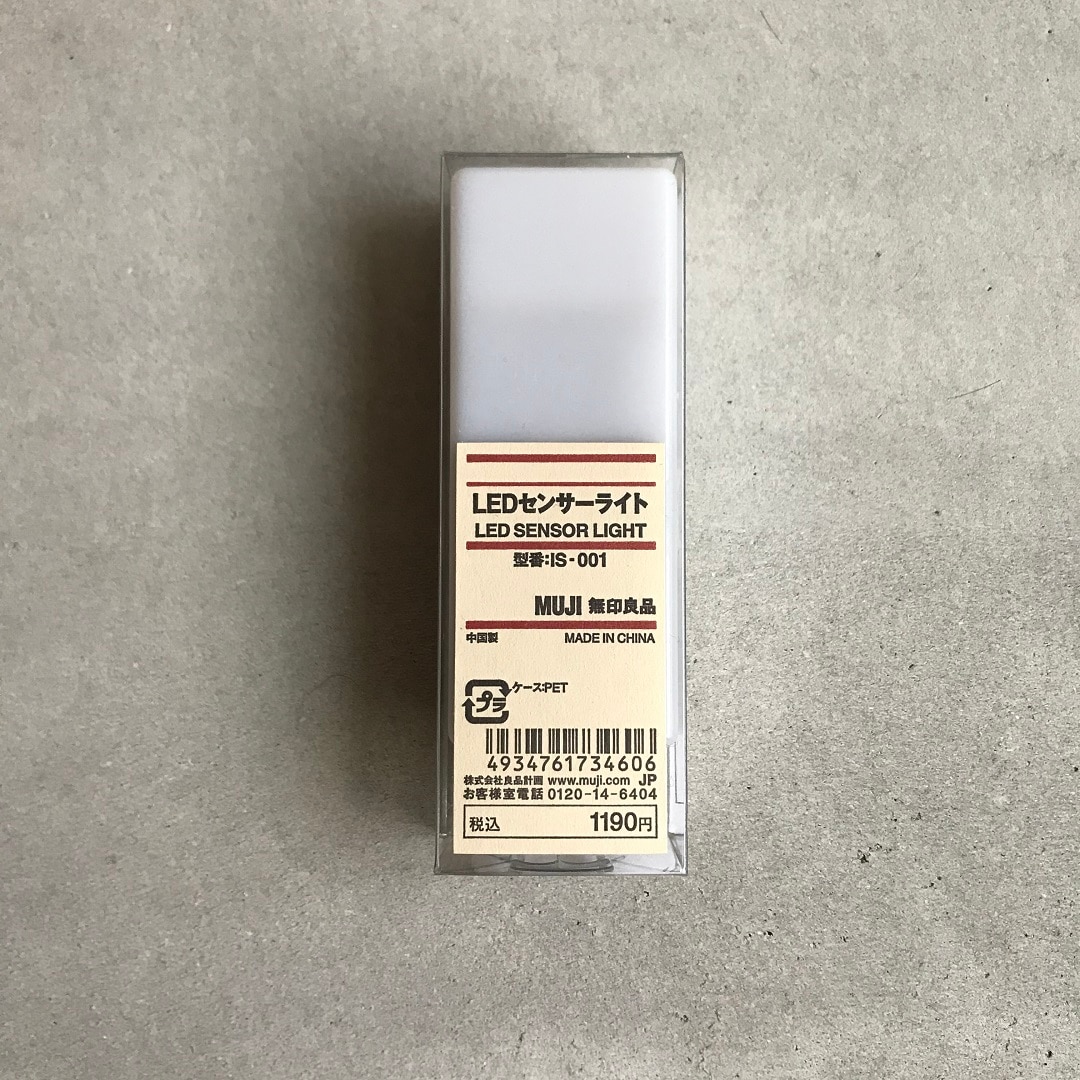 LEDセンサーライト
LED SENSOR LIGHT
型番:IS-001
MUJI 無印良品
中国製 MADE IN CHINA
プラ ケース:PET
4934761734606
株式会社良品計画 www.muji.com JP
お客様室電話 0120-14-6404
税込 1190円